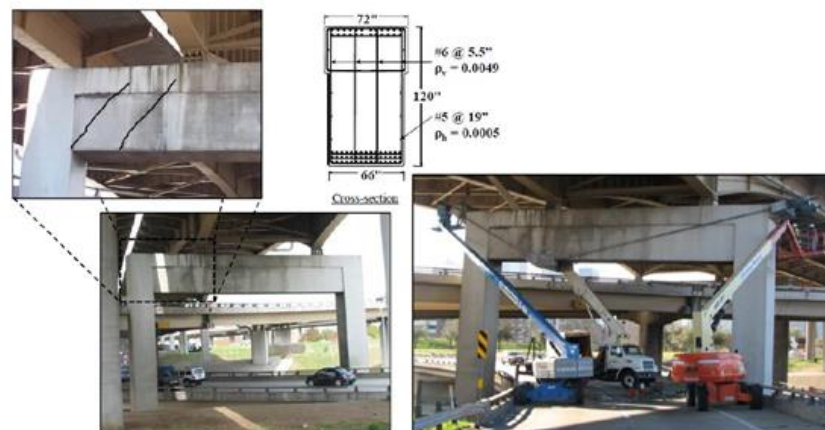 72"
#6 @ 5.5"
ρv = 0.0049
120"
#5 @ 19"
ρh = 0.0005
66"
Cross-section